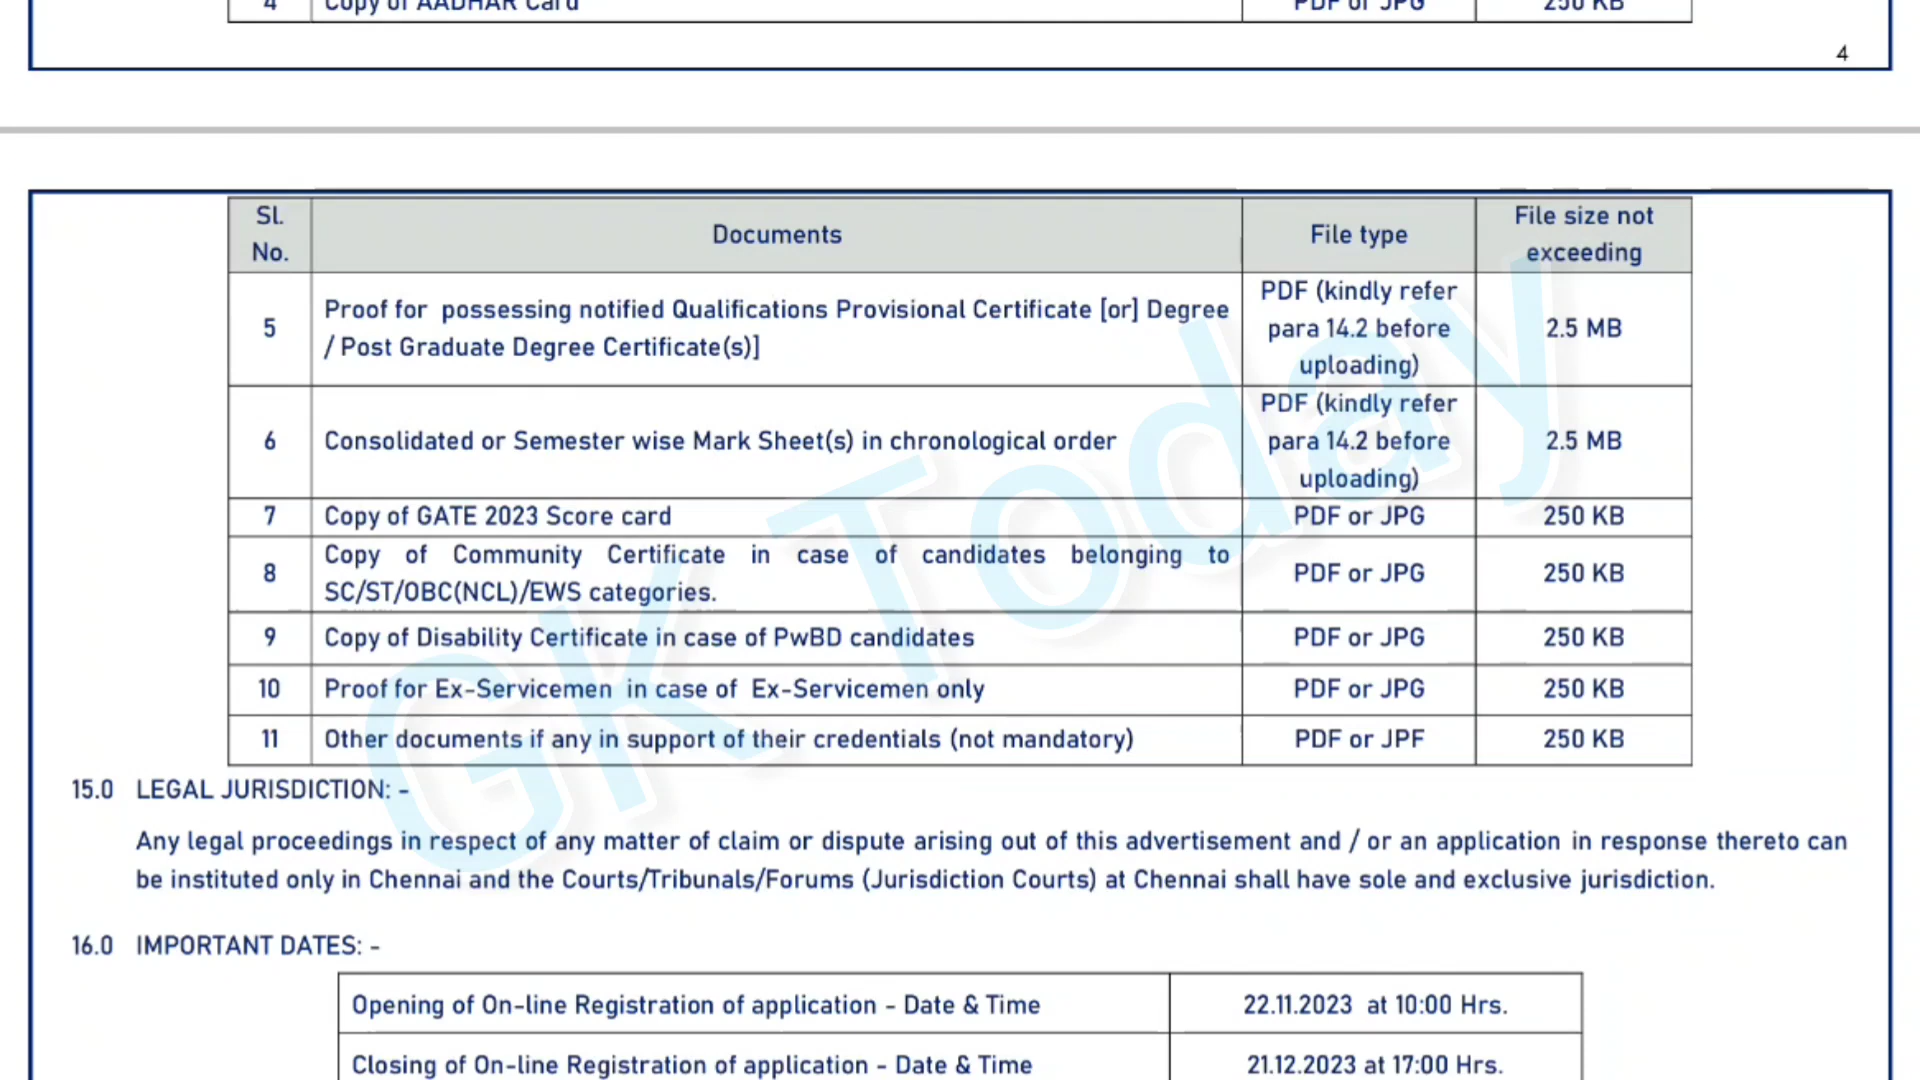 4 Copy of AADHAR Card PDF or JPG 250 KB
4
Sl. No. Documents File type File size not exceeding
5 Proof for possessing notified Qualifications Provisional Certificate [or] Degree / Post Graduate Degree Certificate(s)] PDF (kindly refer para 14.2 before uploading) 2.5 MB
6 Consolidated or Semester wise Mark Sheet(s) in chronological order PDF (kindly refer para 14.2 before uploading) 2.5 MB
7 Copy of GATE 2023 Score card PDF or JPG 250 KB
8 Copy of Community Certificate in case of candidates belonging to SC/ST/OBC(NCL)/EWS categories. PDF or JPG 250 KB
9 Copy of Disability Certificate in case of PwBD candidates PDF or JPG 250 KB
10 Proof for Ex-Servicemen in case of Ex-Servicemen only PDF or JPG 250 KB
11 Other documents if any in support of their credentials (not mandatory) PDF or JPF 250 KB
GK Today
15.0 LEGAL JURISDICTION: -
Any legal proceedings in respect of any matter of claim or dispute arising out of this advertisement and / or an application in response thereto can
be instituted only in Chennai and the Courts/Tribunals/Forums (Jurisdiction Courts) at Chennai shall have sole and exclusive jurisdiction.
16.0 IMPORTANT DATES: -
Opening of On-line Registration of application - Date & Time 22.11.2023 at 10:00 Hrs.
Closing of On-line Registration of application - Date & Time 21.12.2023 at 17:00 Hrs.